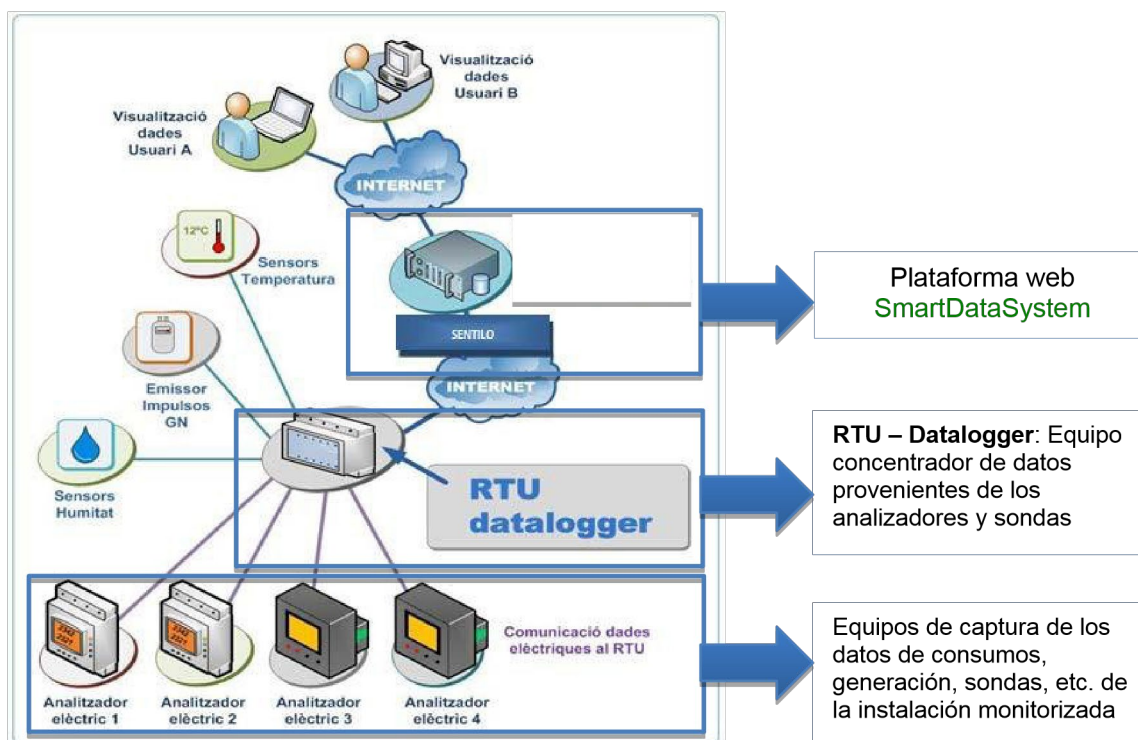 Visualització
dades
Usuari B
Visualització
dades
Usuari A
INTERNET
12ºC
Sensors
Temperatura
SENTILO
Plataforma web
SmartDataSystem
INTERNET
Emissor
Impulsos
GN
Sensors
Humitat
RTU
datalogger
RTU – Datalogger: Equipo
concentrador de datos
provenientes de los
analizadores y sondas
Comunicació dades
elèctriques al RTU
Analitzador
elèctric 1
Analitzador
elèctric 2
Analitzador
elèctric 3
Analitzador
elèctric 4
Equipos de captura de los
datos de consumos,
generación, sondas, etc. de
la instalación monitorizada